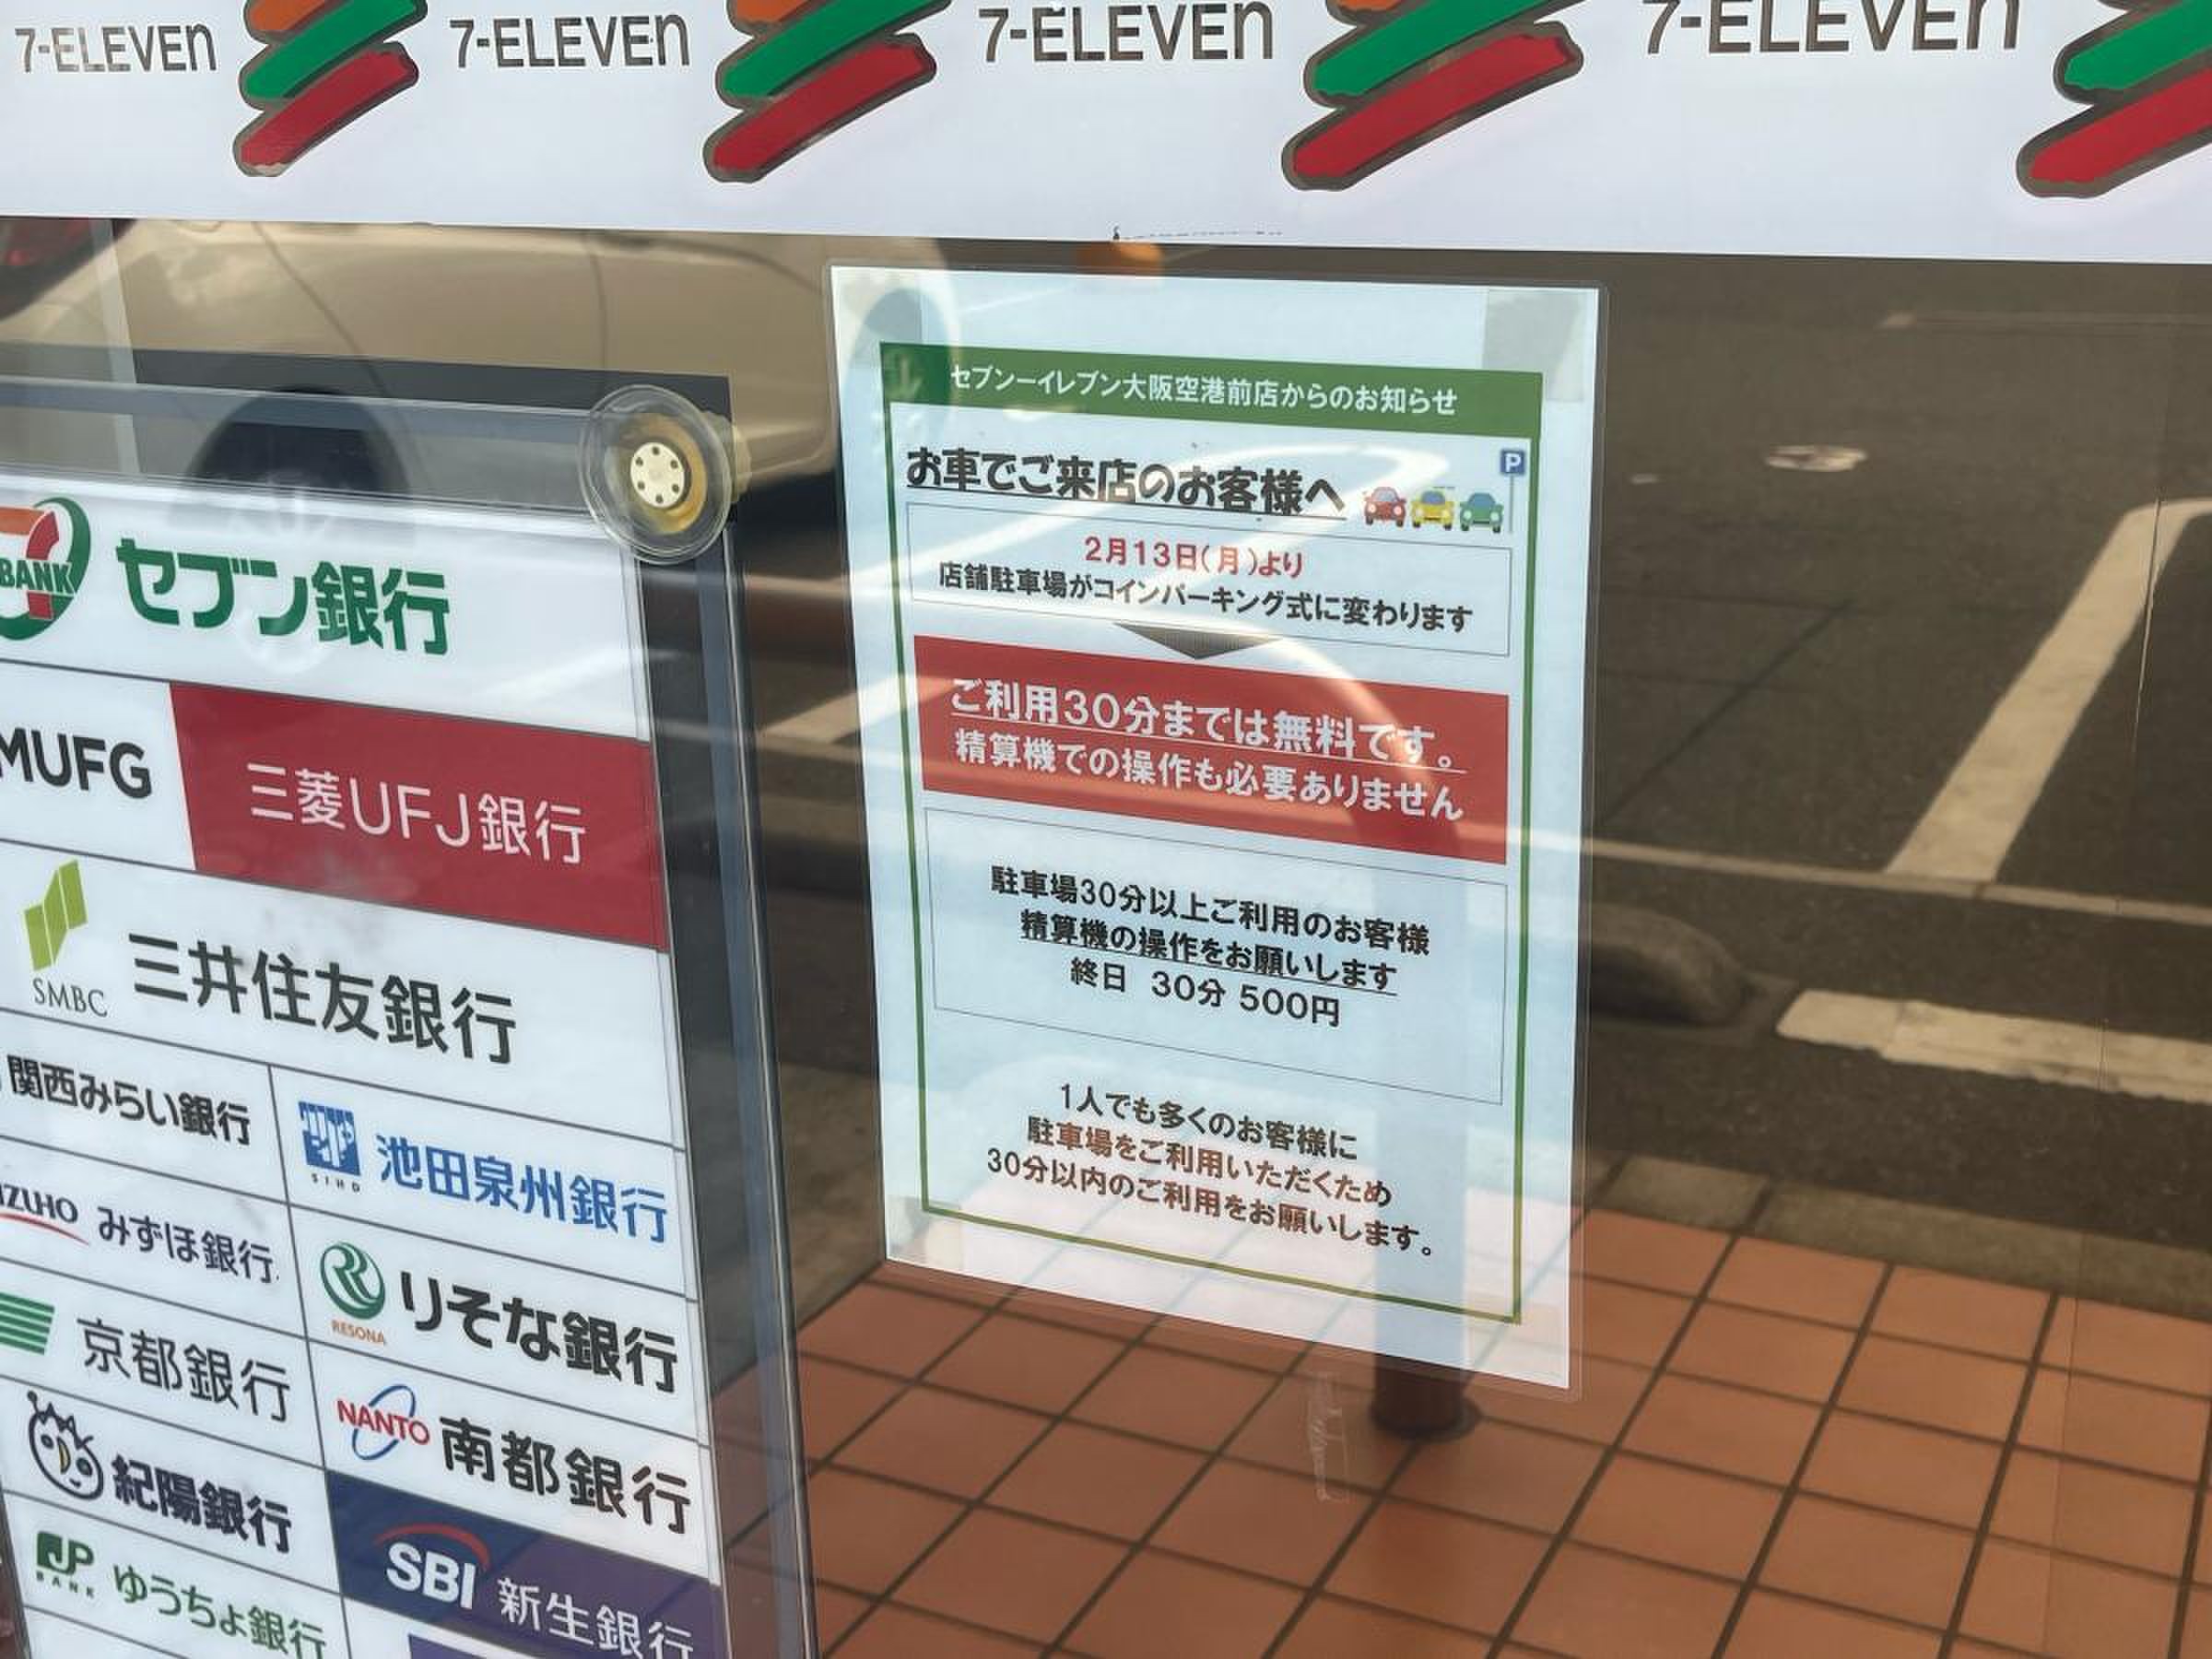 7-ELEVEn
7-ELEVEn
7-ELEVEn
7-ELEVEn
セブンーイレブン大阪空港前店からのお知らせ
お車でご来店のお客様へ
P
2月13日(月)より
店舗駐車場がコインパーキング式に変わります
ご利用30分までは無料です。
精算機での操作も必要ありません
駐車場30分以上ご利用のお客様
精算機の操作をお願いします
終日 30分 500円
1人でも多くのお客様に
駐車場をご利用いただくため
30分以内のご利用をお願いします。
BANK
セブン銀行
MUFG
三菱UFJ銀行
SMBC
三井住友銀行
関西みらい銀行
SIHD
池田泉州銀行
みずほ銀行
RESONA
りそな銀行
京都銀行
NANTO
南都銀行
紀陽銀行
SBI
新生銀行
JP
BANK
ゆうちょ銀行